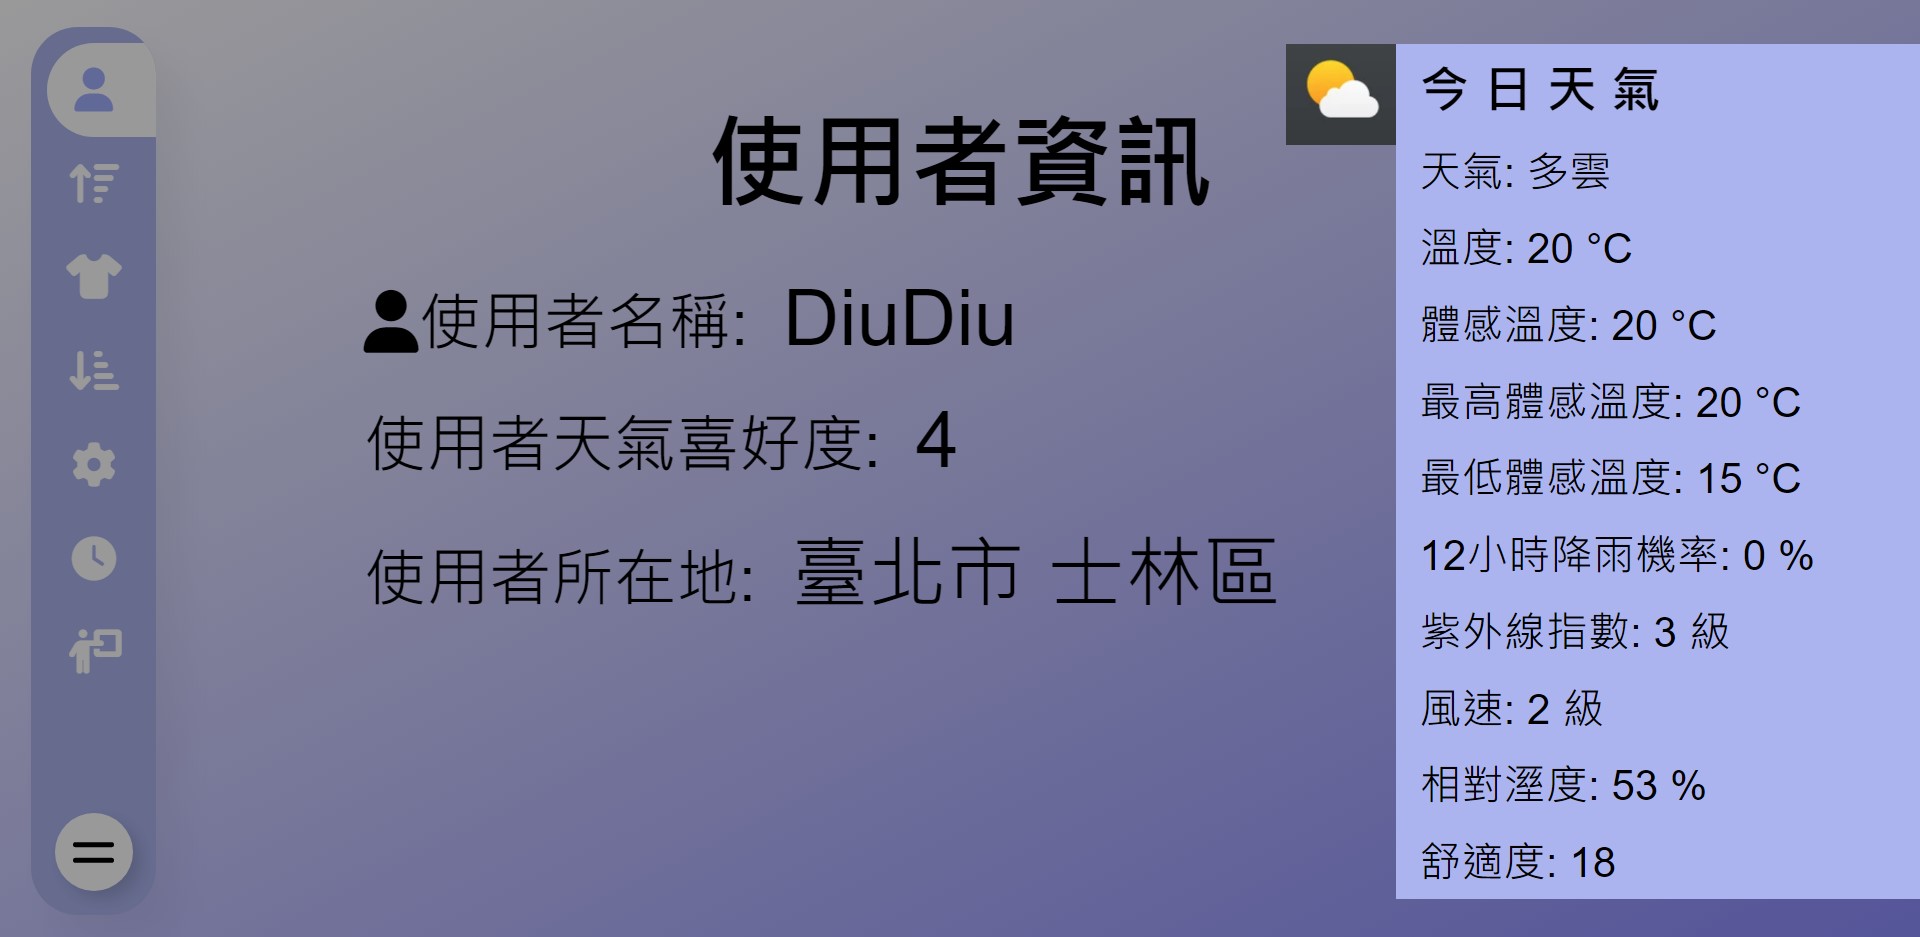 使用者資訊
使用者名稱: DiuDiu
使用者天氣喜好度: 4
使用者所在地: 臺北市 士林區
今日天氣
天氣: 多雲
溫度: 20 °C
體感溫度: 20 °C
最高體感溫度: 20 °C
最低體感溫度: 15 °C
12小時降雨機率: 0 %
紫外線指數: 3 級
風速: 2 級
相對溼度: 53 %
舒適度: 18